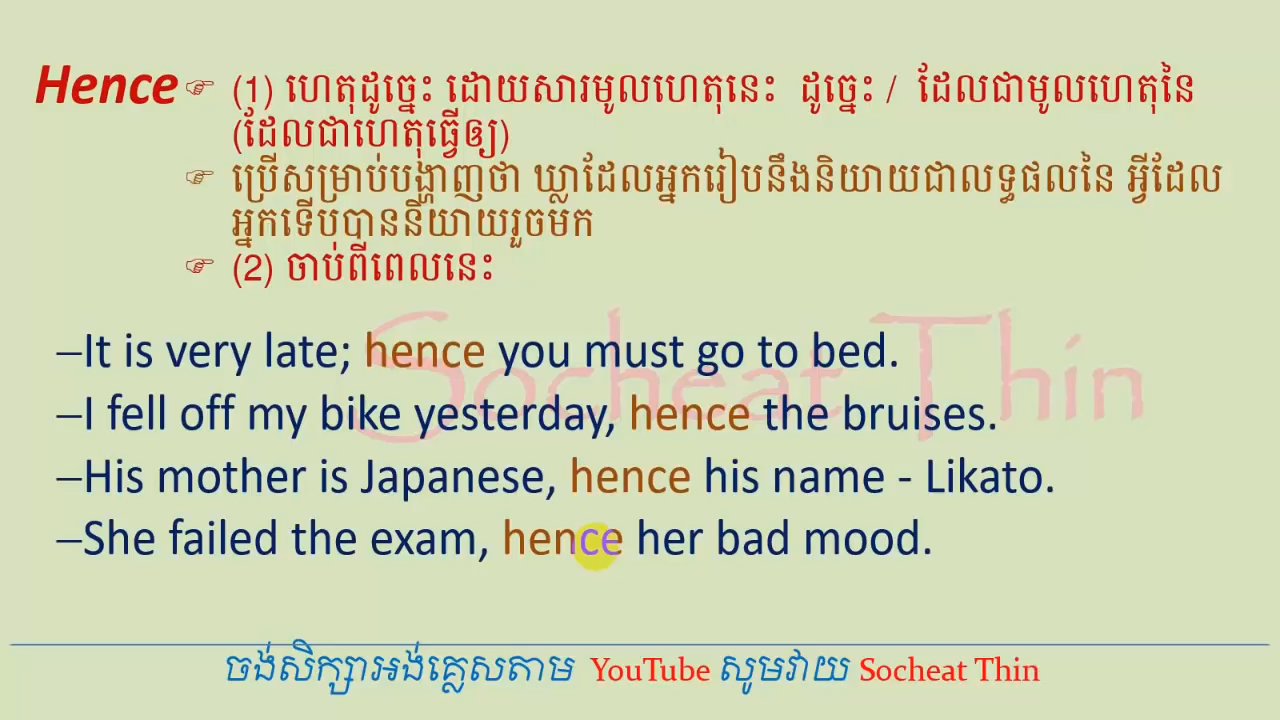 Hence ☞ (1) ហេតុដូច្នេះ ដោយសារមូលហេតុនេះ ដូច្នេះ / ដែលជាមូលហេតុនៃ
(ដែលជាហេតុធ្វើឲ្យ)
☞ ប្រើសម្រាប់បង្ហាញថា ឃ្លាដែលអ្នករៀបនឹងនិយាយជាលទ្ធផលនៃ អ្វីដែល
អ្នកទើបបាននិយាយរួចមក
☞ (2) ចាប់ពីពេលនេះ
–It is very late; hence you must go to bed.
–I fell off my bike yesterday, hence the bruises.
–His mother is Japanese, hence his name - Likato.
–She failed the exam, hence her bad mood.
Socheat Thin
ចង់សិក្សាអង់គ្លេសតាម YouTube សូមវាយ Socheat Thin